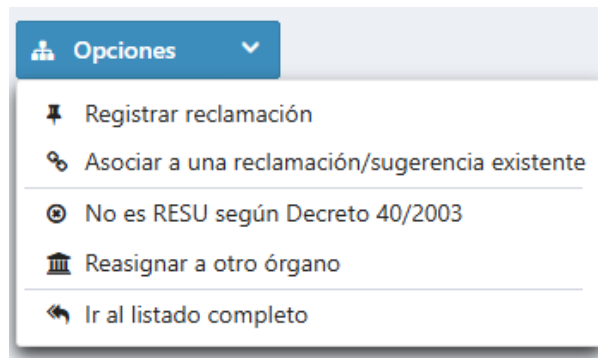 Opciones
Registrar reclamación
Asociar a una reclamación/sugerencia existente
No es RESU según Decreto 40/2003
Reasignar a otro órgano
Ir al listado completo